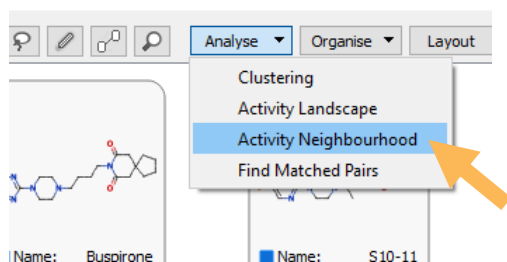 Analyse Organise Layout
Clustering
Activity Landscape
Activity Neighbourhood
Find Matched Pairs
Name: Buspirone Name: S10-11